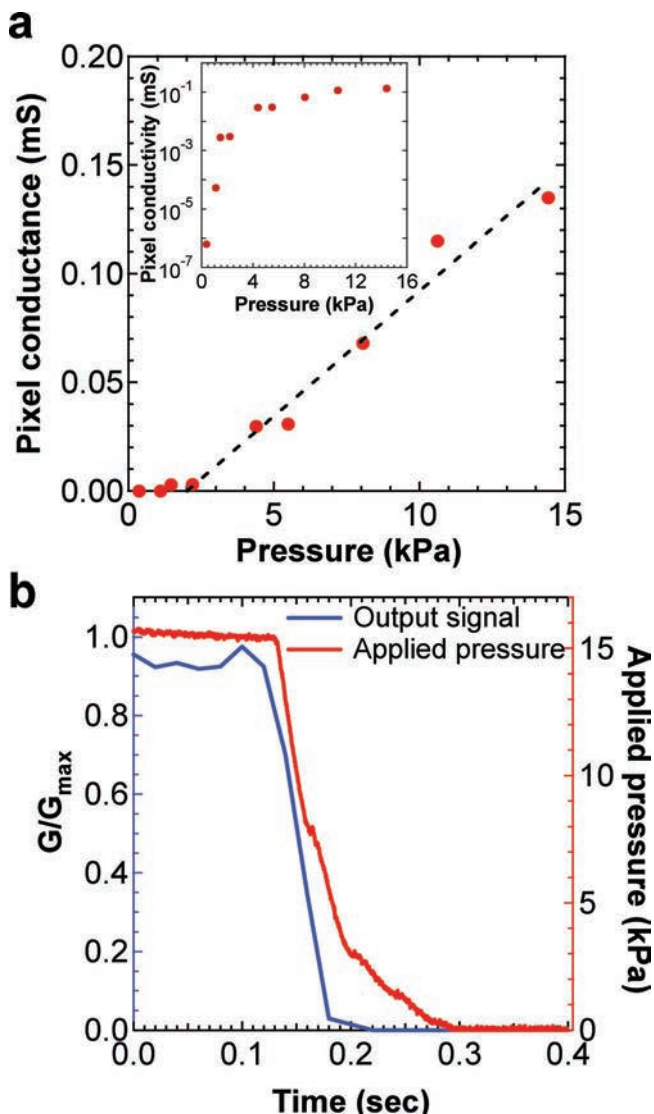 a
0.20
0.15
0.10
0.05
0.00
Pixel conductance (mS)
0
5
10
15
Pressure (kPa)
10-1
10-3
10-5
10-7
Pixel conductivity (mS)
0
4
8
12
16
Pressure (kPa)
b
Output signal
Applied pressure
1.0
0.8
0.6
0.4
0.2
0.0
G/Gmax
15
10
5
0
Applied pressure
(kPa)
0.0
0.1
0.2
0.3
0.4
Time (sec)